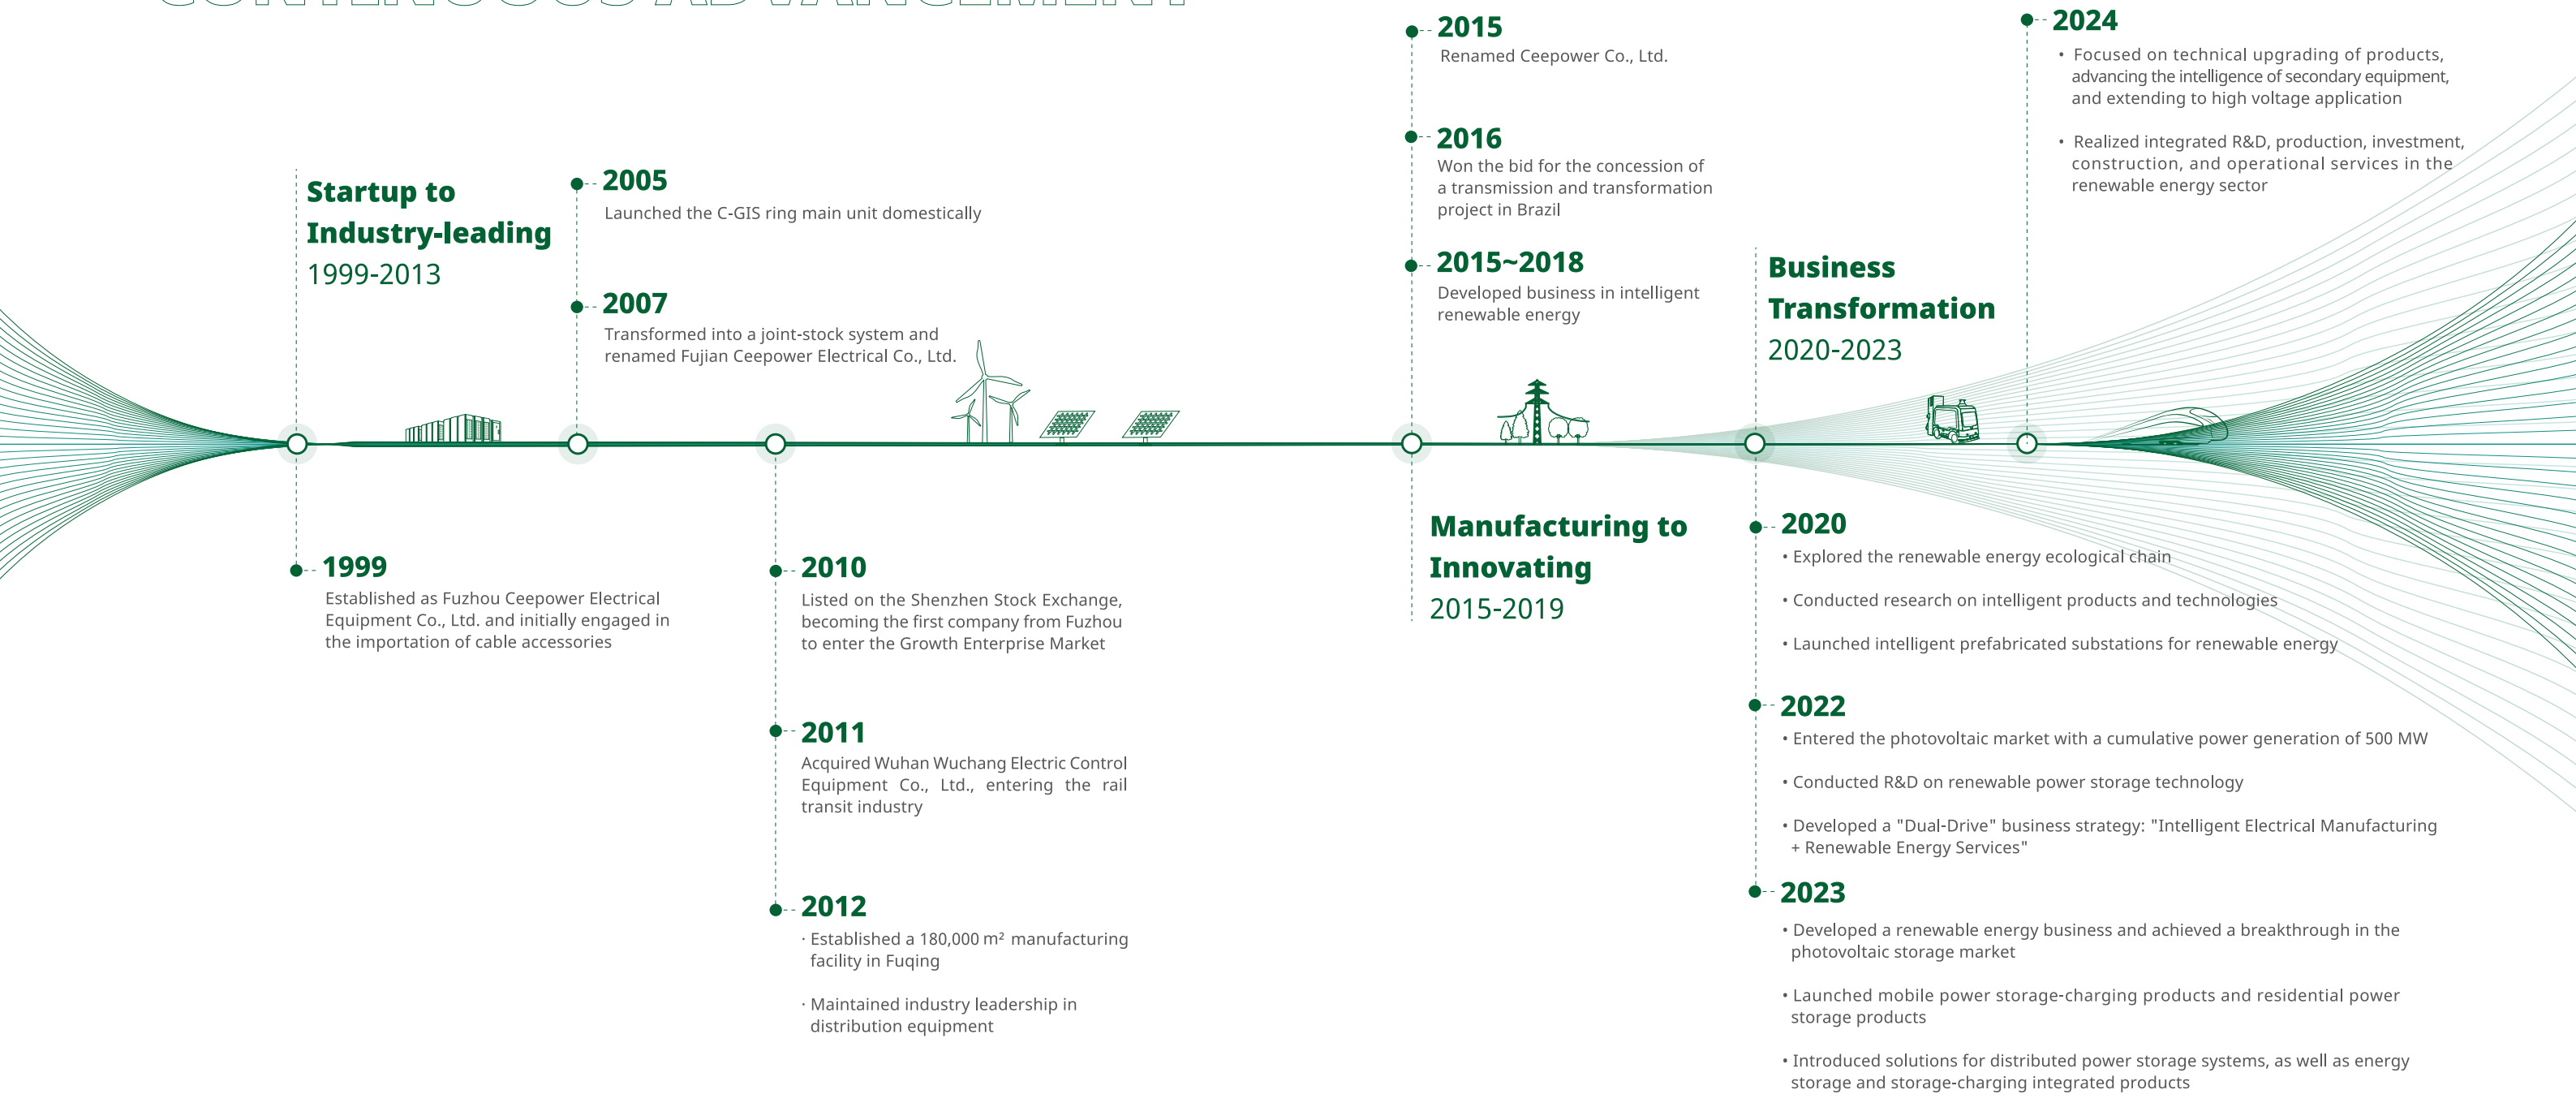 ADVANCEMENT
Startup to
Industry-leading
1999-2013
1999
Established as Fuzhou Ceepower Electrical
Equipment Co., Ltd. and initially engaged in
the importation of cable accessories
2005
Launched the C-GIS ring main unit domestically
2007
Transformed into a joint-stock system and
renamed Fujian Ceepower Electrical Co., Ltd.
2010
Listed on the Shenzhen Stock Exchange,
becoming the first company from Fuzhou
to enter the Growth Enterprise Market
2011
Acquired Wuhan Wuchang Electric Control
Equipment Co., Ltd., entering the rail
transit industry
2012
· Established a 180,000 m² manufacturing
facility in Fuqing
· Maintained industry leadership in
distribution equipment
2015
Renamed Ceepower Co., Ltd.
2016
Won the bid for the concession of
a transmission and transformation
project in Brazil
2015~2018
Developed business in intelligent
renewable energy
Manufacturing to
Innovating
2015-2019
Business
Transformation
2020-2023
2020
• Explored the renewable energy ecological chain
• Conducted research on intelligent products and technologies
• Launched intelligent prefabricated substations for renewable energy
2022
• Entered the photovoltaic market with a cumulative power generation of 500 MW
• Conducted R&D on renewable power storage technology
• Developed a "Dual-Drive" business strategy: "Intelligent Electrical Manufacturing
+ Renewable Energy Services"
2023
• Developed a renewable energy business and achieved a breakthrough in the
photovoltaic storage market
• Launched mobile power storage-charging products and residential power
storage products
• Introduced solutions for distributed power storage systems, as well as energy
storage and storage-charging integrated products
2024
• Focused on technical upgrading of products,
advancing the intelligence of secondary equipment,
and extending to high voltage application
• Realized integrated R&D, production, investment,
construction, and operational services in the
renewable energy sector